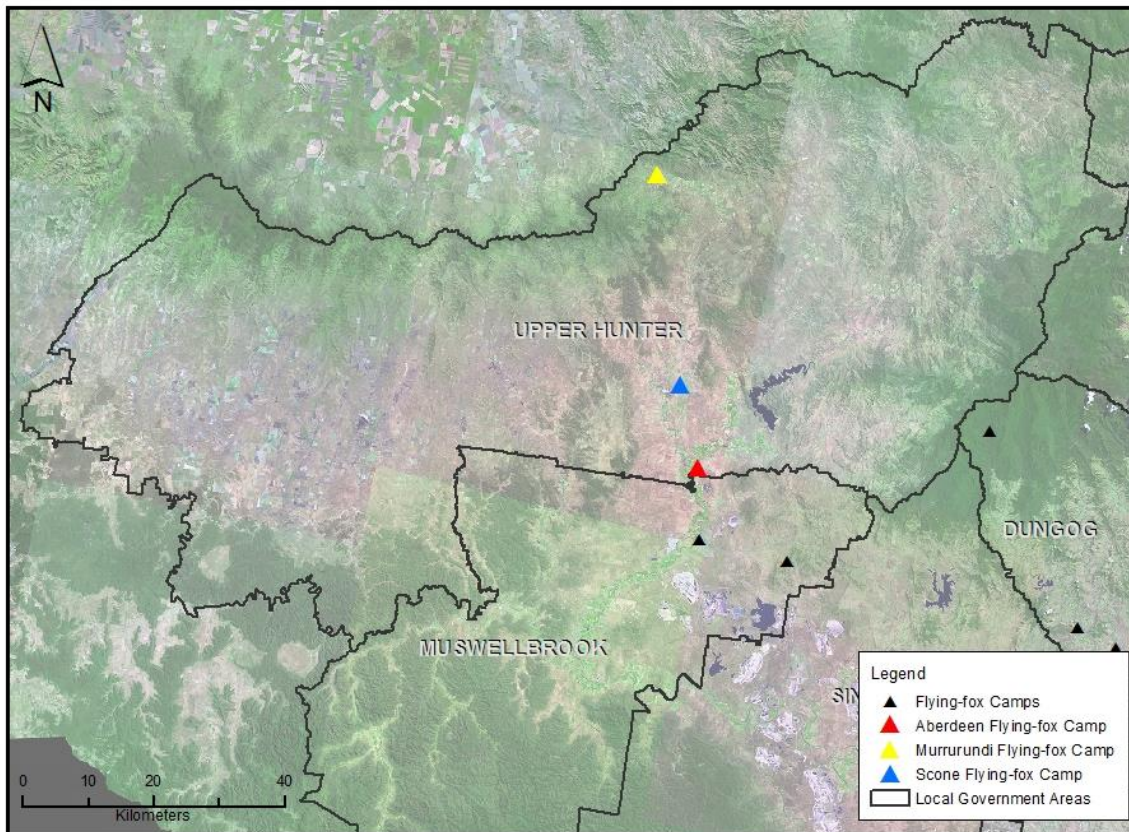 N
UPPER HUNTER
DUNGOG
MUSWELLBROOK
SIN
Legend
Flying-fox Camps
Aberdeen Flying-fox Camp
Murrurundi Flying-fox Camp
Scone Flying-fox Camp
Local Government Areas
0 10 20 40
Kilometers